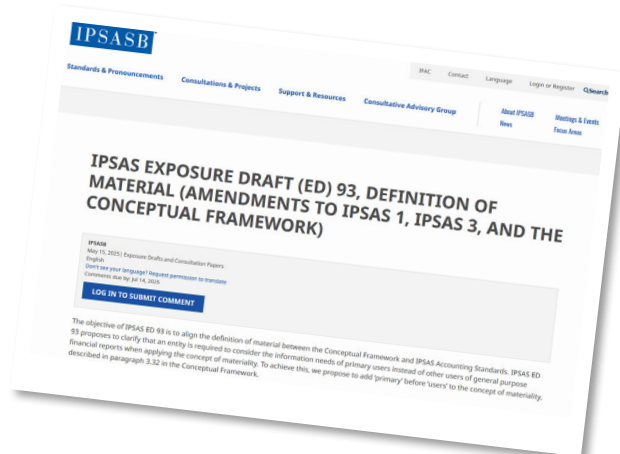 IPSASB
IFAC Contact Language Login or Register Search
Standards & Pronouncements Consultations & Projects Support & Resources Consultative Advisory Group
About IPSASB Meetings & Events
News Focus Areas
IPSAS EXPOSURE DRAFT (ED) 93, DEFINITION OF
MATERIAL (AMENDMENTS TO IPSAS 1, IPSAS 3, AND THE
CONCEPTUAL FRAMEWORK)
IPSASB
May 15, 2025 | Exposure Drafts and Consultation Papers
English
Don't see your language? Request permission to translate
Comments due by: Jul 14, 2025
LOG IN TO SUBMIT COMMENT
The objective of IPSAS ED 93 is to align the definition of material between the Conceptual Framework and IPSAS Accounting Standards. IPSAS ED
93 proposes to clarify that an entity is required to consider the information needs of primary users instead of other users of general purpose
financial reports when applying the concept of materiality. To achieve this, we propose to add 'primary' before 'users' to the concept of materiality,
described in paragraph 3.32 in the Conceptual Framework.